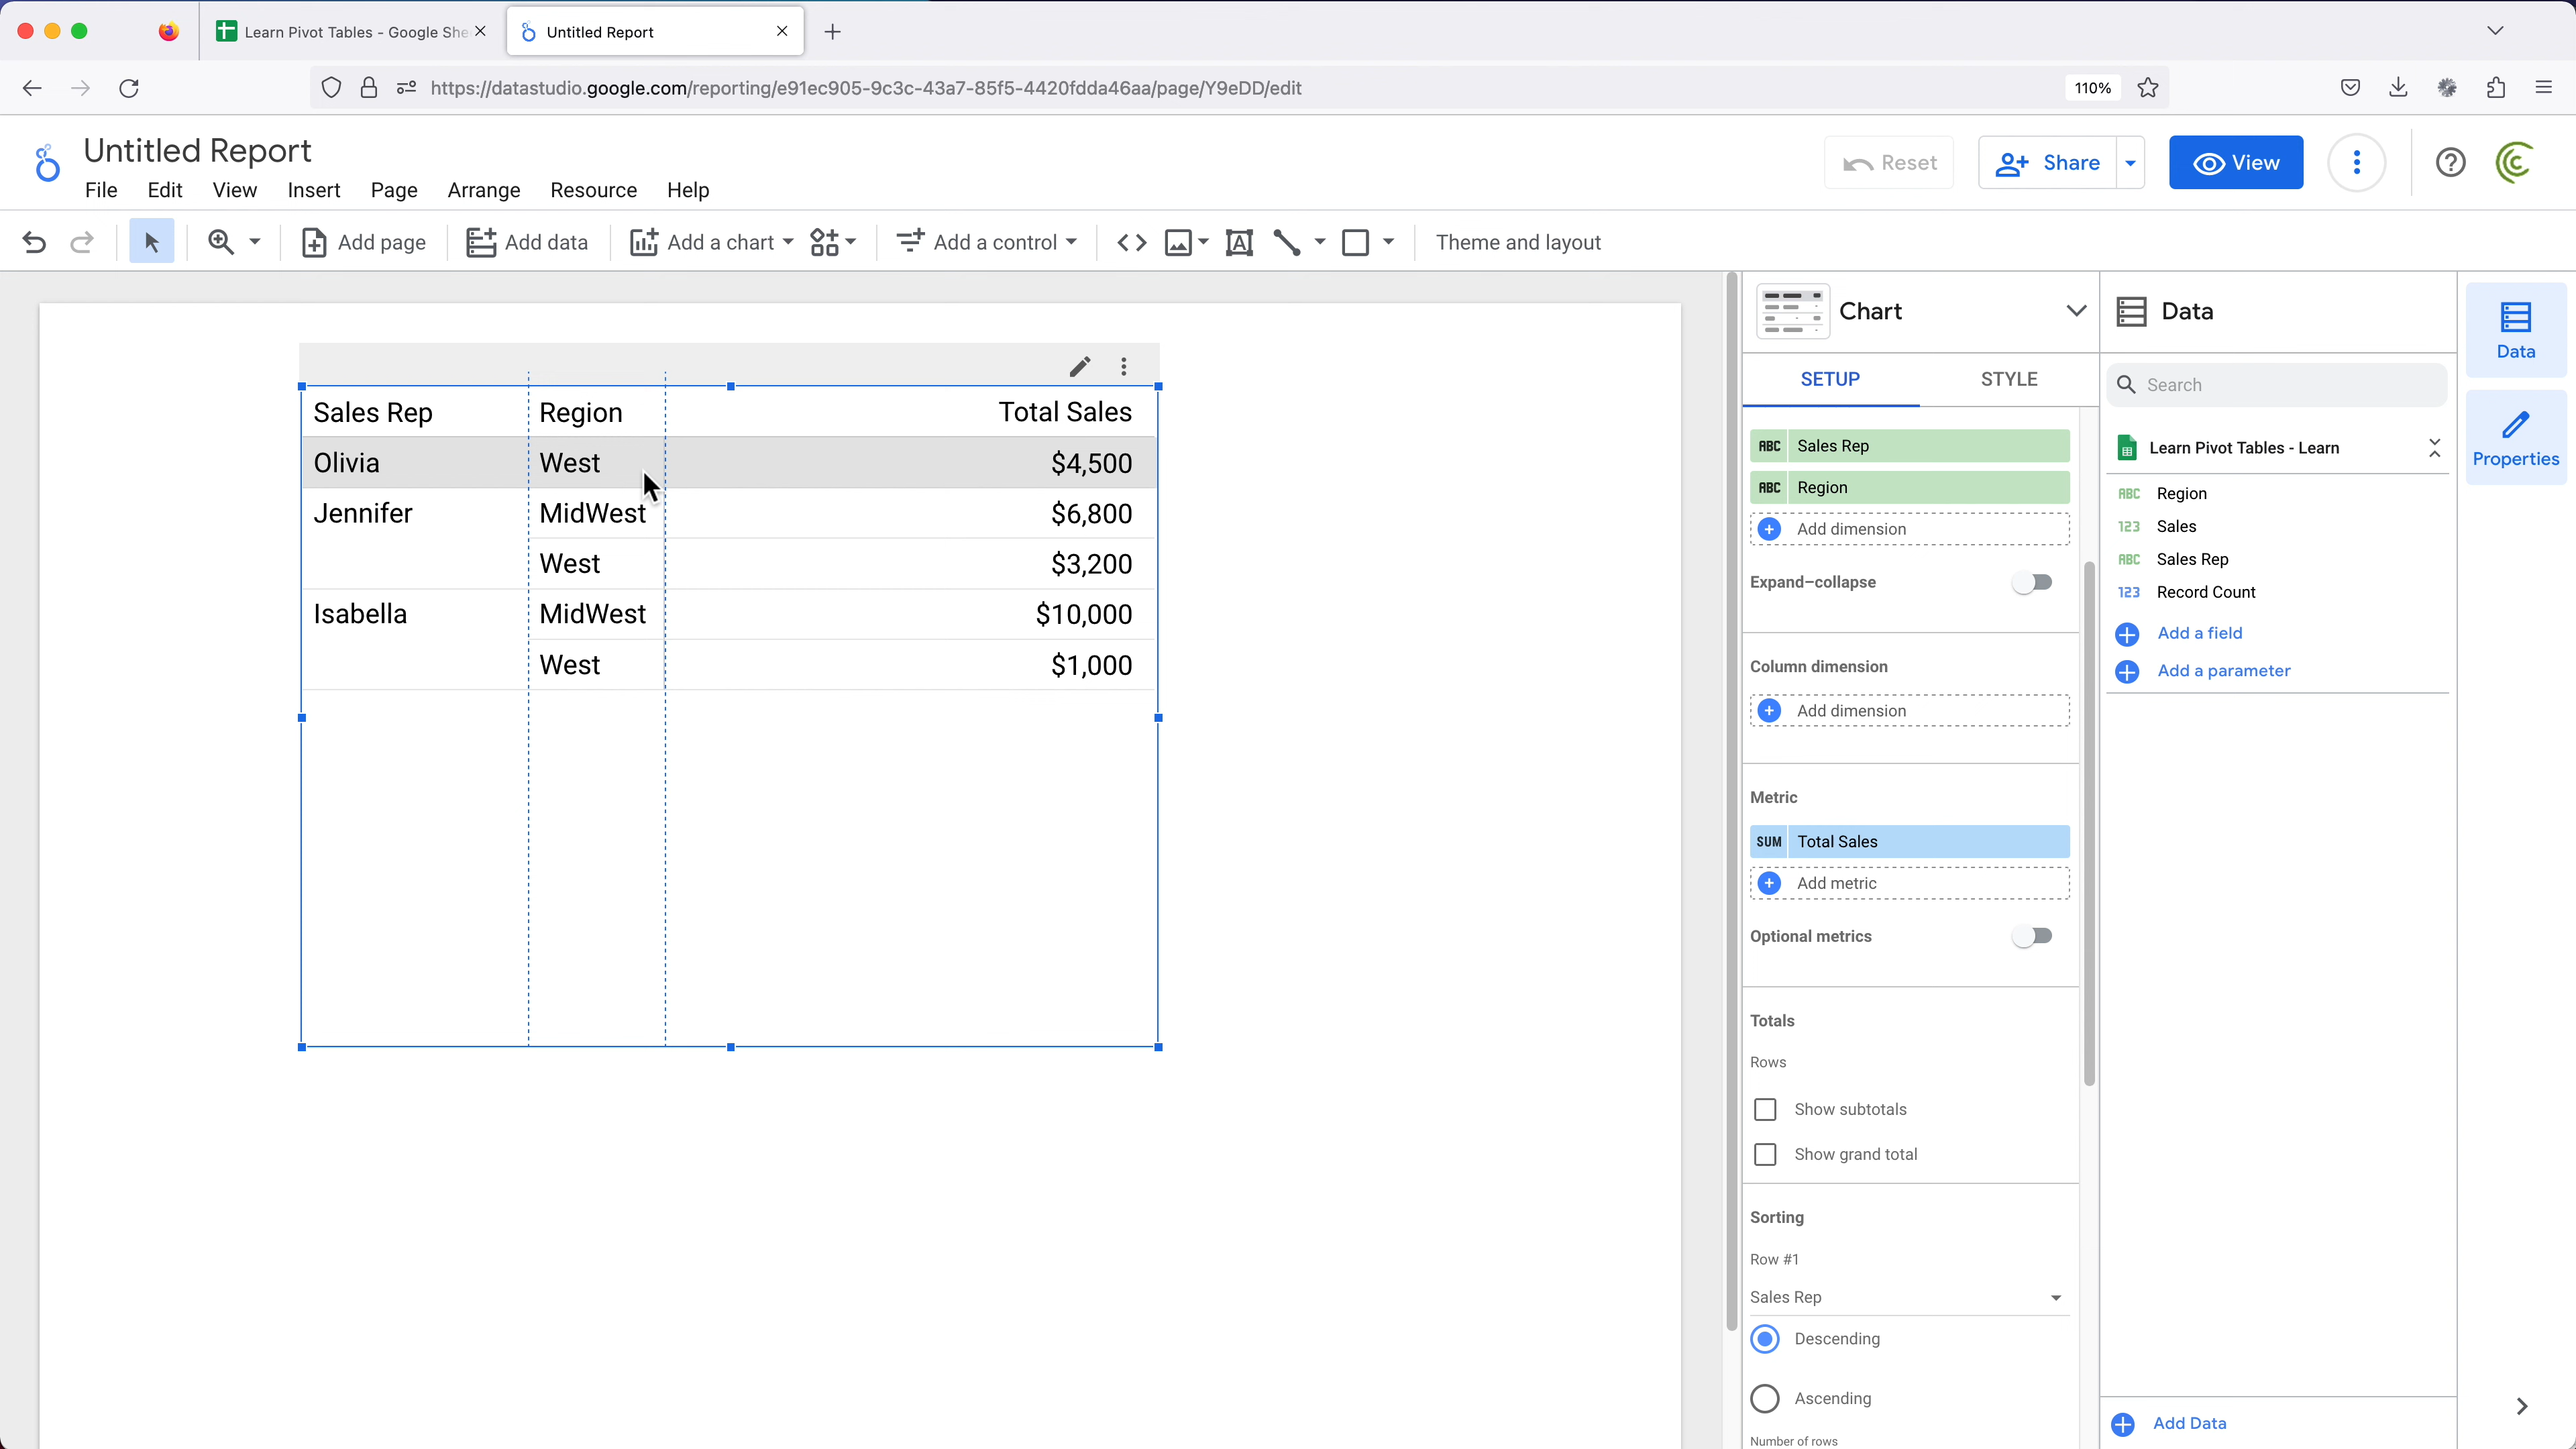 Learn Pivot Tables - Google She
Untitled Report
https://datastudio.google.com/reporting/e91ec905-9c3c-43a7-85f5-4420fdda46aa/page/Y9eDD/edit
110%
Untitled Report
File Edit View Insert Page Arrange Resource Help
Reset
Share
View
Add page
Add data
Add a chart
Add a control
Theme and layout
Sales Rep Region Total Sales
Olivia West $4,500
Jennifer MidWest $6,800
West $3,200
Isabella MidWest $10,000
West $1,000
Chart
SETUP STYLE
ABC Sales Rep
ABC Region
Add dimension
Expand–collapse
Column dimension
Add dimension
Metric
SUM Total Sales
Add metric
Optional metrics
Totals
Rows
Show subtotals
Show grand total
Sorting
Row #1
Sales Rep
Descending
Ascending
Number of rows
Data
Search
Learn Pivot Tables - Learn
ABC Region
123 Sales
ABC Sales Rep
123 Record Count
Add a field
Add a parameter
Add Data
Data
Properties